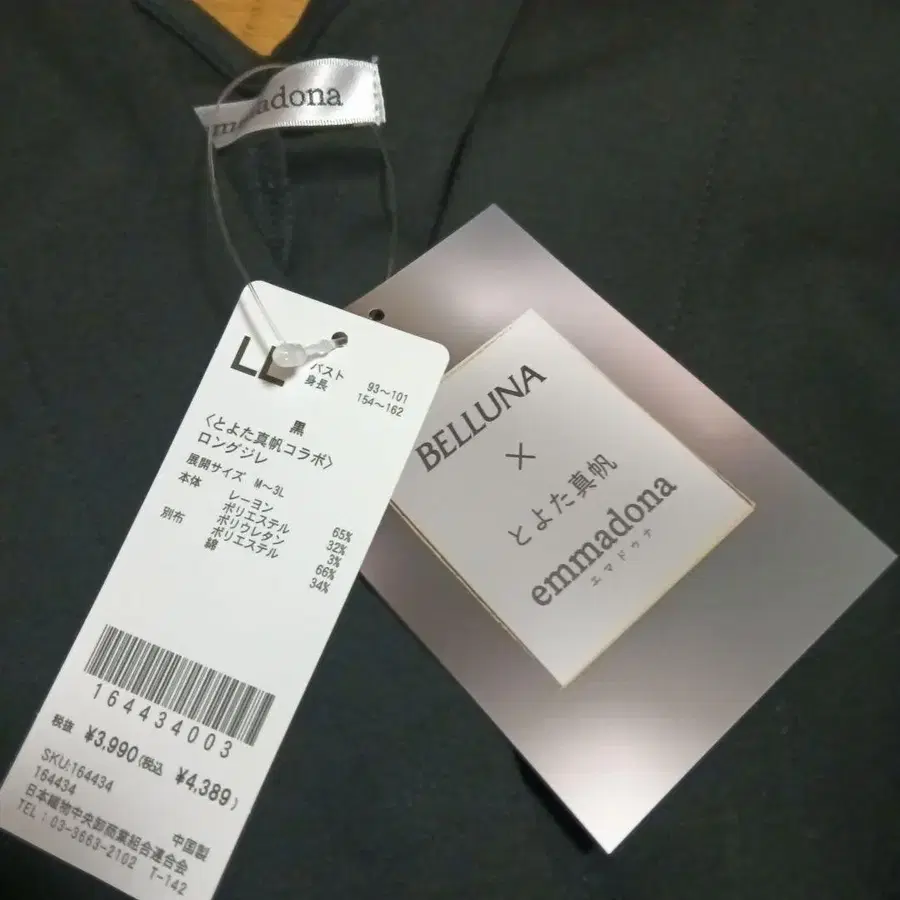 emmadona
LL
バスト 93〜101
身長 154〜162
黒
〈とよた真帆コラボ〉
ロングジレ
展開サイズ M〜3L
本体 レーヨン 65%
ポリエステル 32%
ポリウレタン 3%
別布 ポリエステル 66%
綿 34%
164434003
税抜 ¥3,990(税込 ¥4,389)
SKU:164434
164434 中国製
日本織物中央卸商業組合連合会
TEL:03-3663-2102 T-142
BELLUNA
×
とよた真帆
emmadona
エマドウナ